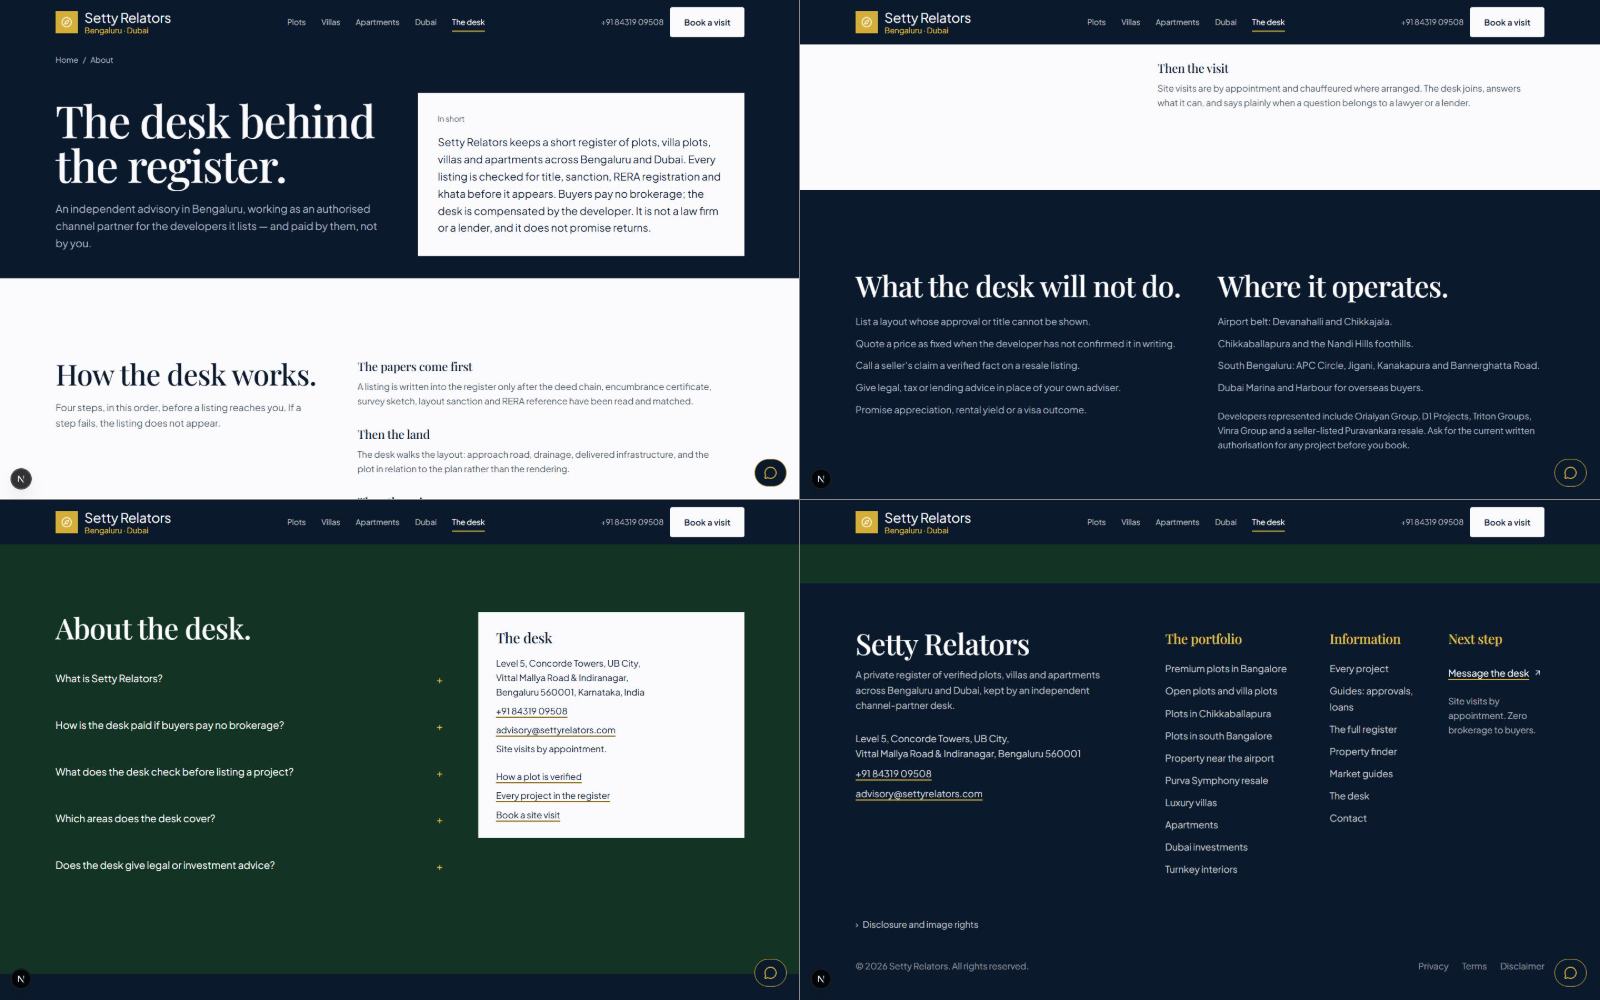 Setty Relators
Bengaluru · Dubai
Plots Villas Apartments Dubai The desk
+91 84319 09508 Book a visit
Home / About
The desk behind
the register.
An independent advisory in Bengaluru, working as an authorised
channel partner for the developers it lists — and paid by them, not
by you.
In short
Setty Relators keeps a short register of plots, villa plots,
villas and apartments across Bengaluru and Dubai. Every
listing is checked for title, sanction, RERA registration and
khata before it appears. Buyers pay no brokerage; the
desk is compensated by the developer. It is not a law firm
or a lender, and it does not promise returns.
How the desk works.
Four steps, in this order, before a listing reaches you. If a
step fails, the listing does not appear.
The papers come first
A listing is written into the register only after the deed chain, encumbrance certificate,
survey sketch, layout sanction and RERA reference have been read and matched.
Then the land
The desk walks the layout: approach road, drainage, delivered infrastructure, and the
plot in relation to the plan rather than the rendering.
N
Setty Relators
Bengaluru · Dubai
Plots Villas Apartments Dubai The desk
+91 84319 09508 Book a visit
Then the visit
Site visits are by appointment and chauffeured where arranged. The desk joins, answers
what it can, and says plainly when a question belongs to a lawyer or a lender.
What the desk will not do.
List a layout whose approval or title cannot be shown.
Quote a price as fixed when the developer has not confirmed it in writing.
Call a seller's claim a verified fact on a resale listing.
Give legal, tax or lending advice in place of your own adviser.
Promise appreciation, rental yield or a visa outcome.
Where it operates.
Airport belt: Devanahalli and Chikkajala.
Chikkaballapura and the Nandi Hills foothills.
South Bengaluru: APC Circle, Jigani, Kanakapura and Bannerghatta Road.
Dubai Marina and Harbour for overseas buyers.
Developers represented include Oriaiyan Group, D1 Projects, Triton Groups,
Vinra Group and a seller-listed Puravankara resale. Ask for the current written
authorisation for any project before you book.
N
Setty Relators
Bengaluru · Dubai
Plots Villas Apartments Dubai The desk
+91 84319 09508 Book a visit
About the desk.
What is Setty Relators? +
How is the desk paid if buyers pay no brokerage? +
What does the desk check before listing a project? +
Which areas does the desk cover? +
Does the desk give legal or investment advice? +
The desk
Level 5, Concorde Towers, UB City,
Vittal Mallya Road & Indiranagar,
Bengaluru 560001, Karnataka, India
+91 84319 09508
advisory@settyrelators.com
Site visits by appointment.
How a plot is verified
Every project in the register
Book a site visit
N
Setty Relators
Bengaluru · Dubai
Plots Villas Apartments Dubai The desk
+91 84319 09508 Book a visit
Setty Relators
A private register of verified plots, villas and apartments
across Bengaluru and Dubai, kept by an independent
channel-partner desk.
Level 5, Concorde Towers, UB City,
Vittal Mallya Road & Indiranagar, Bengaluru 560001
+91 84319 09508
advisory@settyrelators.com
The portfolio
Premium plots in Bangalore
Open plots and villa plots
Plots in Chikkaballapura
Plots in south Bangalore
Property near the airport
Purva Symphony resale
Luxury villas
Apartments
Dubai investments
Turnkey interiors
Information
Every project
Guides: approvals,
loans
The full register
Property finder
Market guides
The desk
Contact
Next step
Message the desk ↗
Site visits by
appointment. Zero
brokerage to buyers.
› Disclosure and image rights
© 2026 Setty Relators. All rights reserved.
Privacy Terms Disclaimer
N